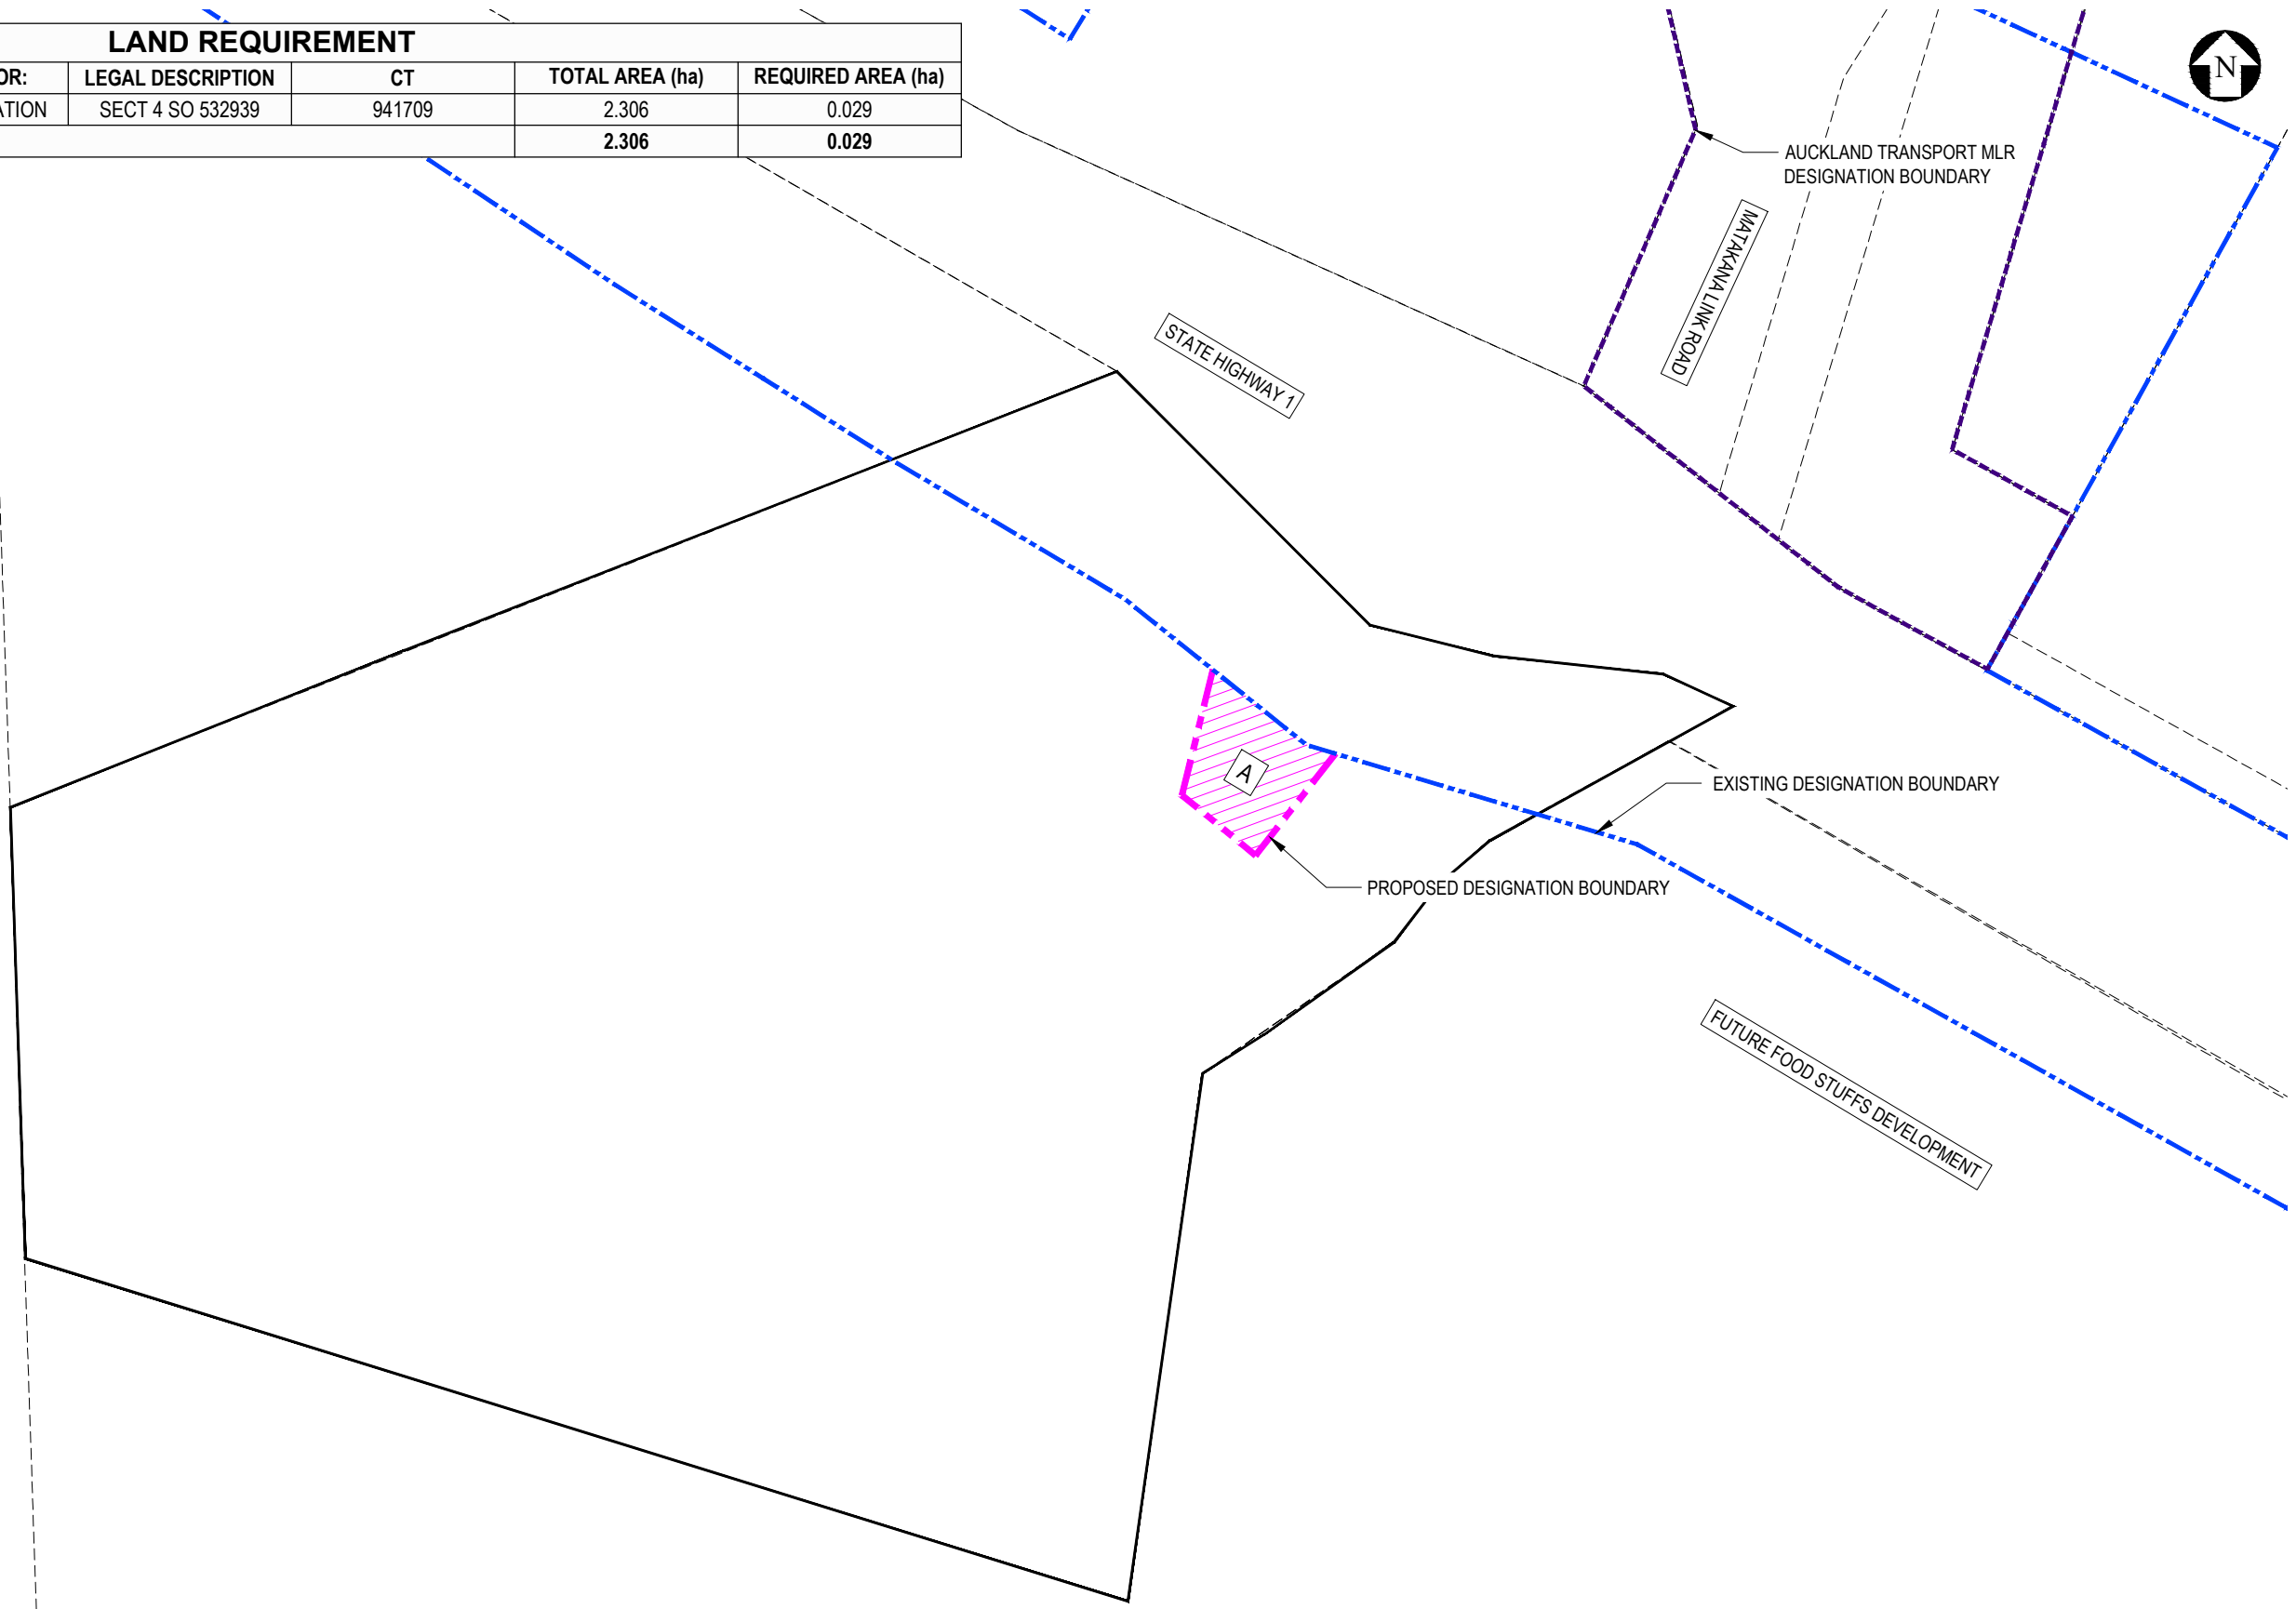 LAND REQUIREMENT
OR: LEGAL DESCRIPTION CT TOTAL AREA (ha) REQUIRED AREA (ha)
ATION SECT 4 SO 532939 941709 2.306 0.029
2.306 0.029
N
AUCKLAND TRANSPORT MLR
DESIGNATION BOUNDARY
MATAKANA LINK ROAD
STATE HIGHWAY 1
A
EXISTING DESIGNATION BOUNDARY
PROPOSED DESIGNATION BOUNDARY
FUTURE FOOD STUFFS DEVELOPMENT